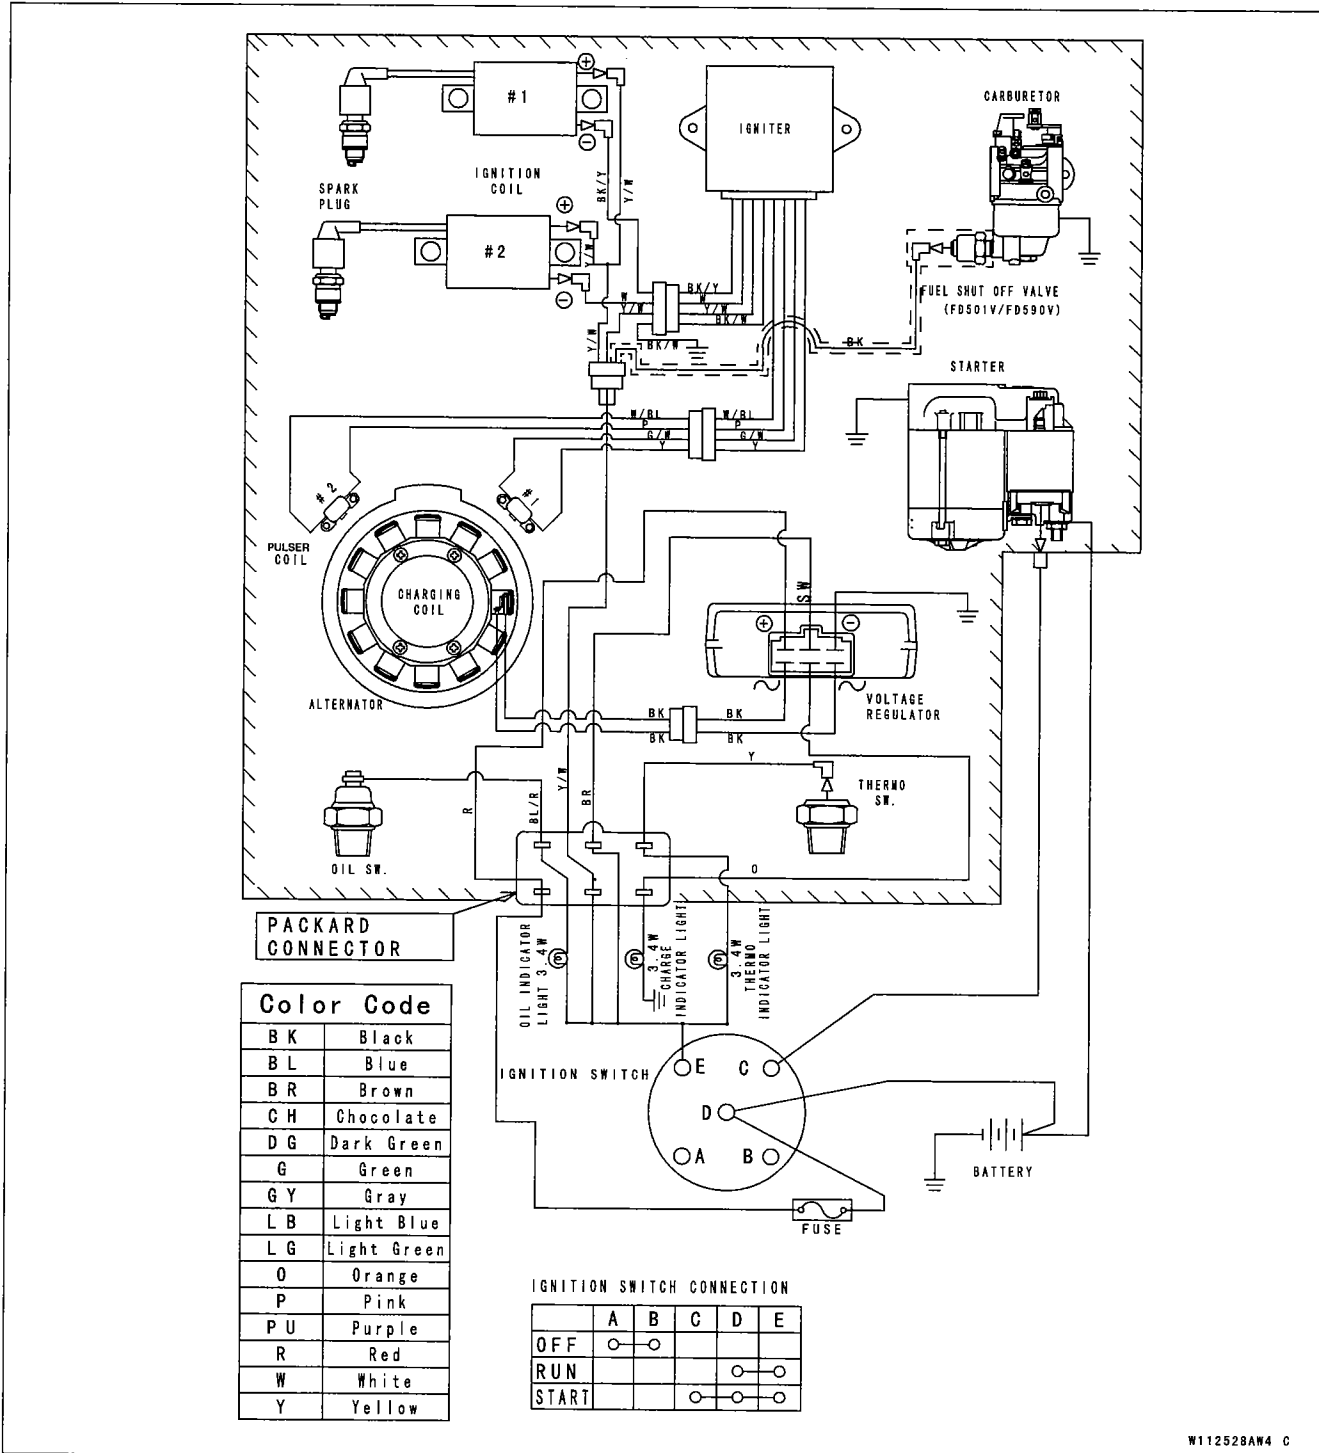 #1
IGNITER
CARBURETOR
IGNITION
COIL
SPARK
PLUG
BK/Y
Y/W
#2
Y/W
FUEL SHUT OFF VALVE
(FD501V/FD590V)
W
Y/W
BK/Y
W
Y/W
BK/W
BK/W
Y/W
BK
STARTER
W/BL
P
G/W
Y
W/BL
P
G/W
Y
#2
#1
PULSER
COIL
CHARGING
COIL
ALTERNATOR
SW
VOLTAGE
REGULATOR
BK
BK
BK
BK
Y
THERMO
SW.
OIL SW.
R
BL/R
Y/W
BR
O
PACKARD
CONNECTOR
OIL INDICATOR
LIGHT 3.4W
3.4W
CHARGE
INDICATOR LIGHT
3.4W
THERMO
INDICATOR LIGHT
IGNITION SWITCH
E
C
D
A
B
BATTERY
FUSE
Color Code
BK Black
BL Blue
BR Brown
CH Chocolate
DG Dark Green
G Green
GY Gray
LB Light Blue
LG Light Green
O Orange
P Pink
PU Purple
R Red
W White
Y Yellow
IGNITION SWITCH CONNECTION
A B C D E
OFF
RUN
START
W112528AW4 C